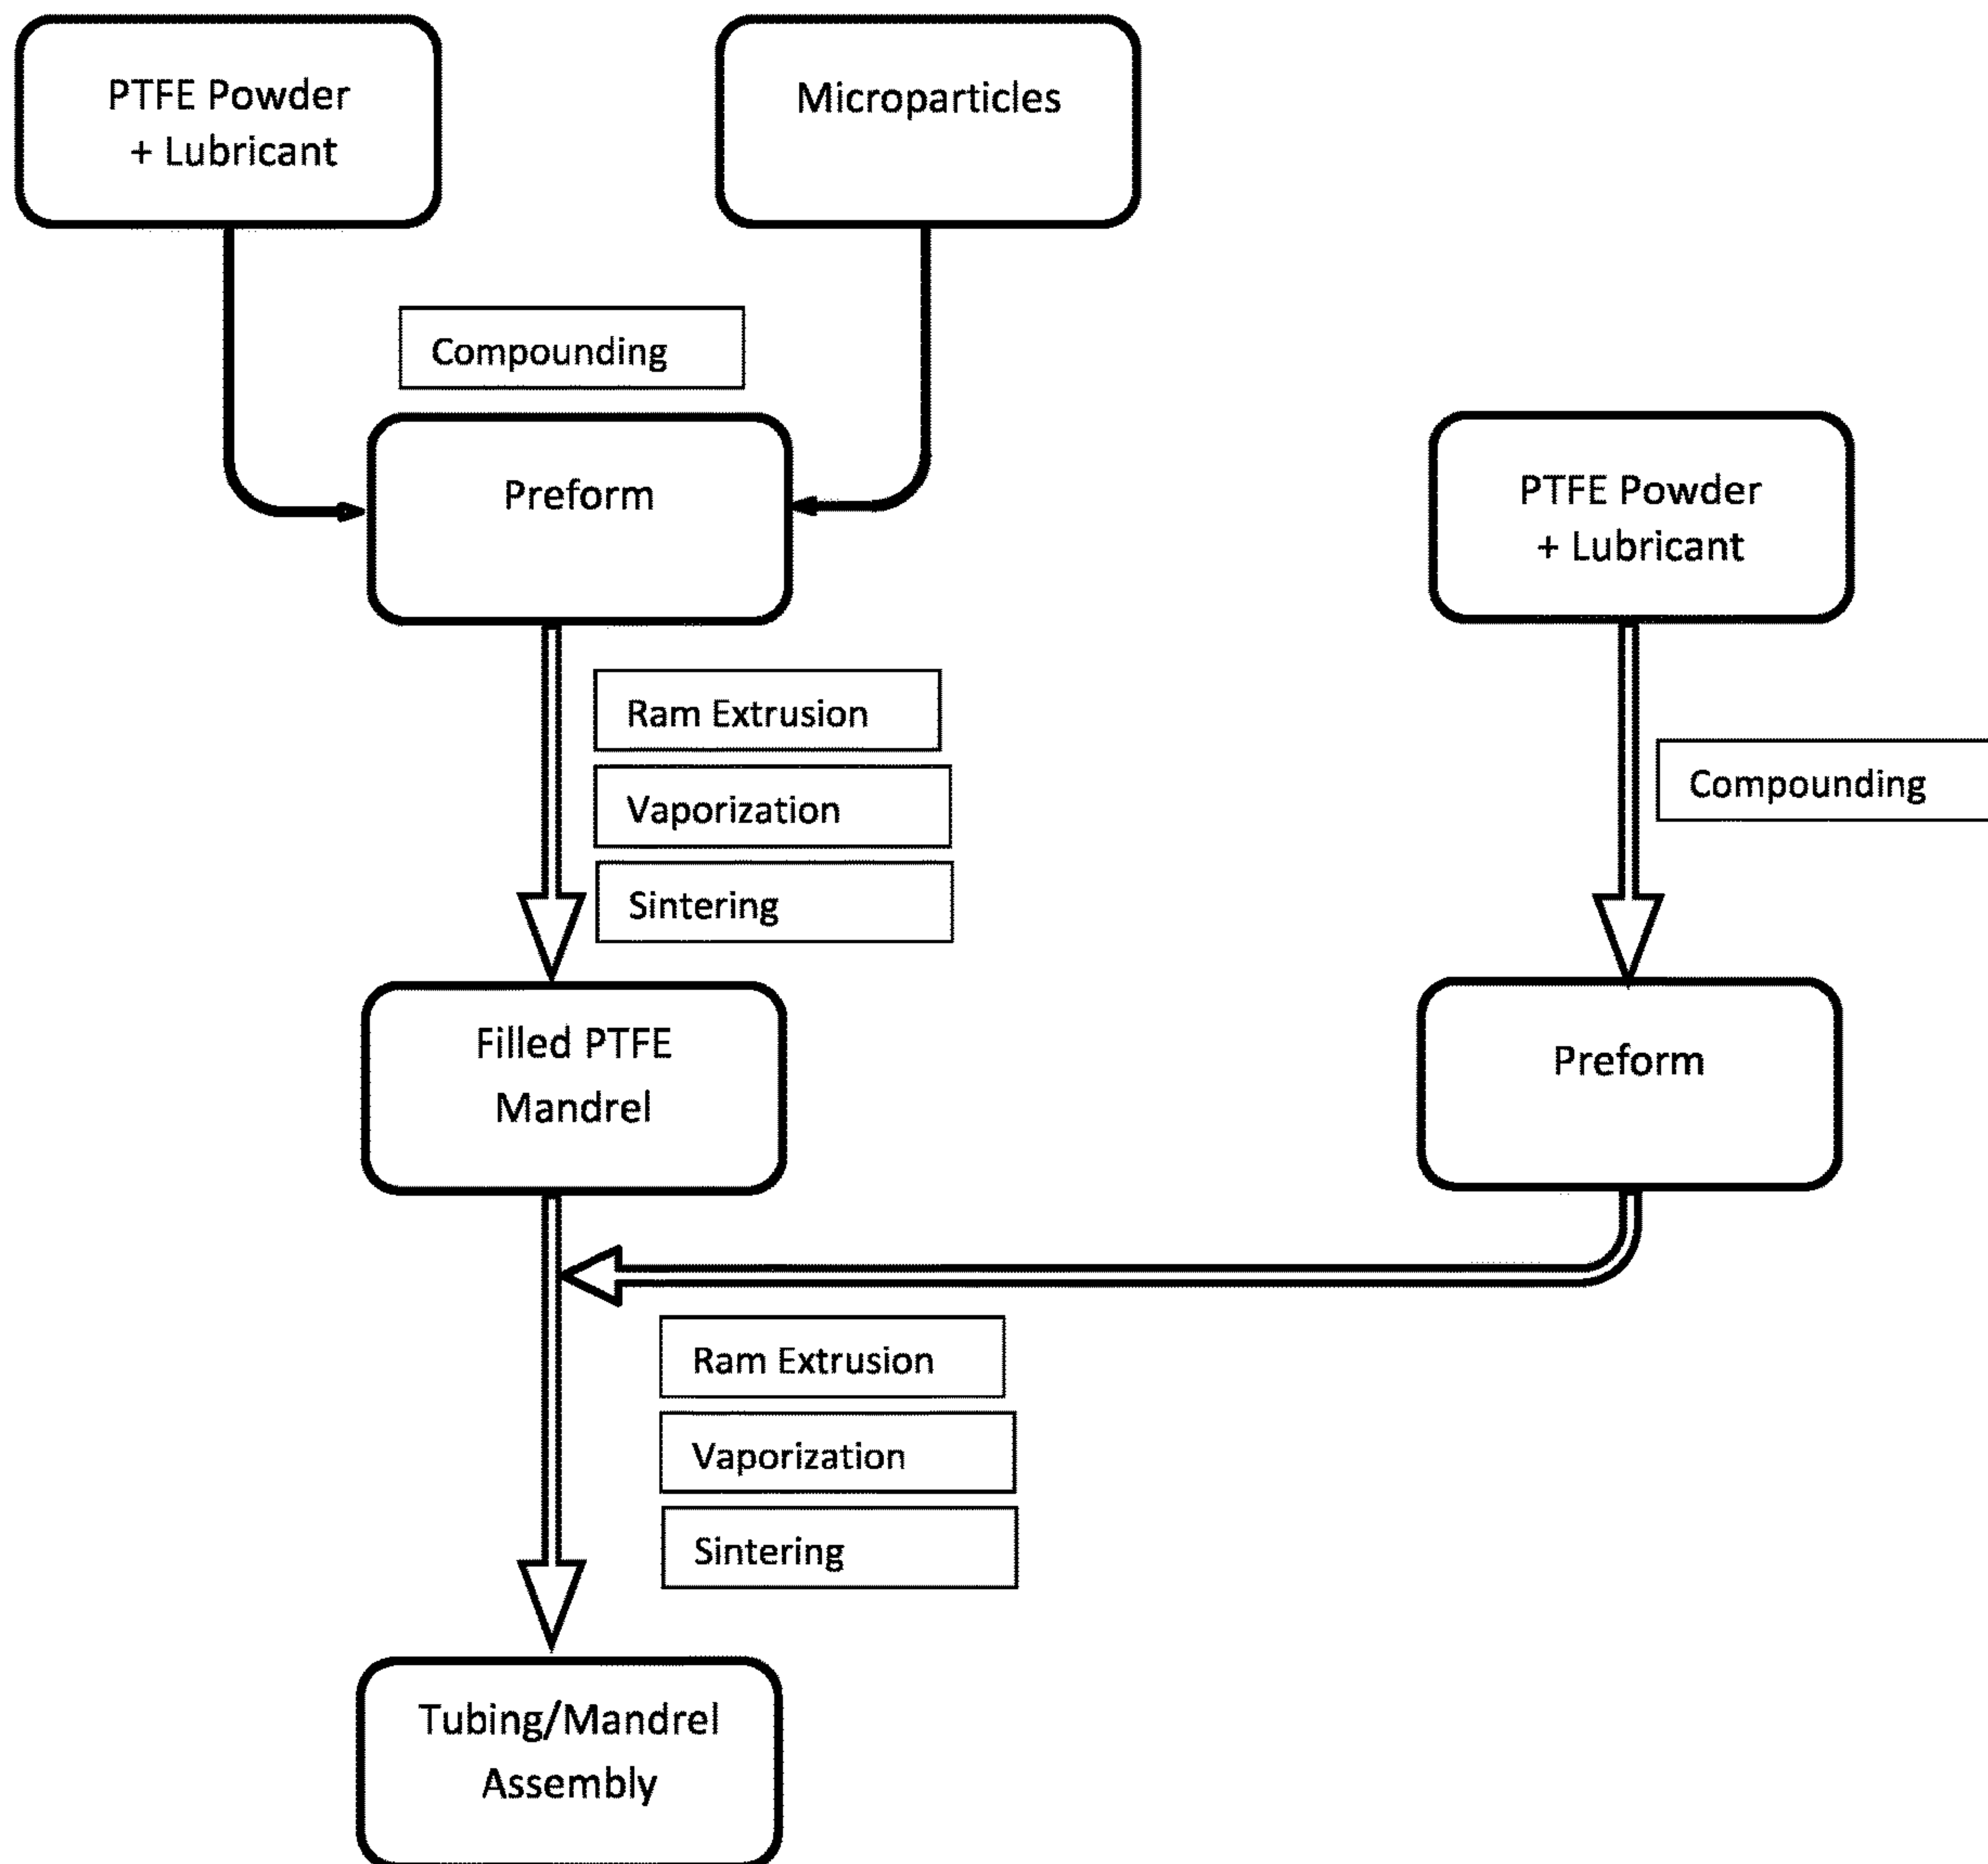 PTFE Powder
+ Lubricant
Microparticles
Compounding
Preform
PTFE Powder
+ Lubricant
Ram Extrusion
Vaporization
Sintering
Compounding
Filled PTFE
Mandrel
Preform
Ram Extrusion
Vaporization
Sintering
Tubing/Mandrel
Assembly